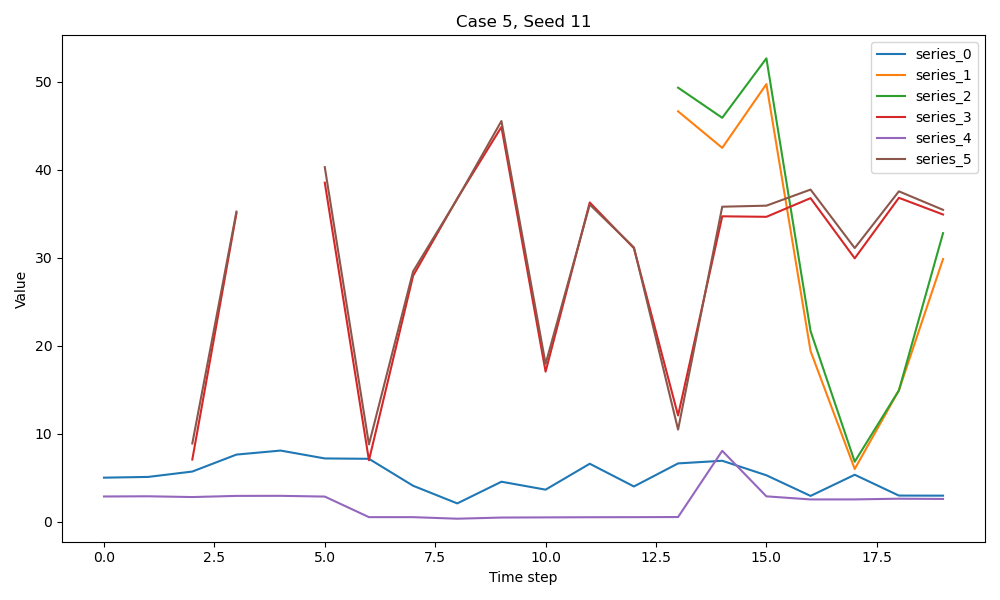 Case 5, Seed 11
series_0
series_1
series_2
series_3
series_4
series_5
Value
50
40
30
20
10
0
0.0 2.5 5.0 7.5 10.0 12.5 15.0 17.5
Time step